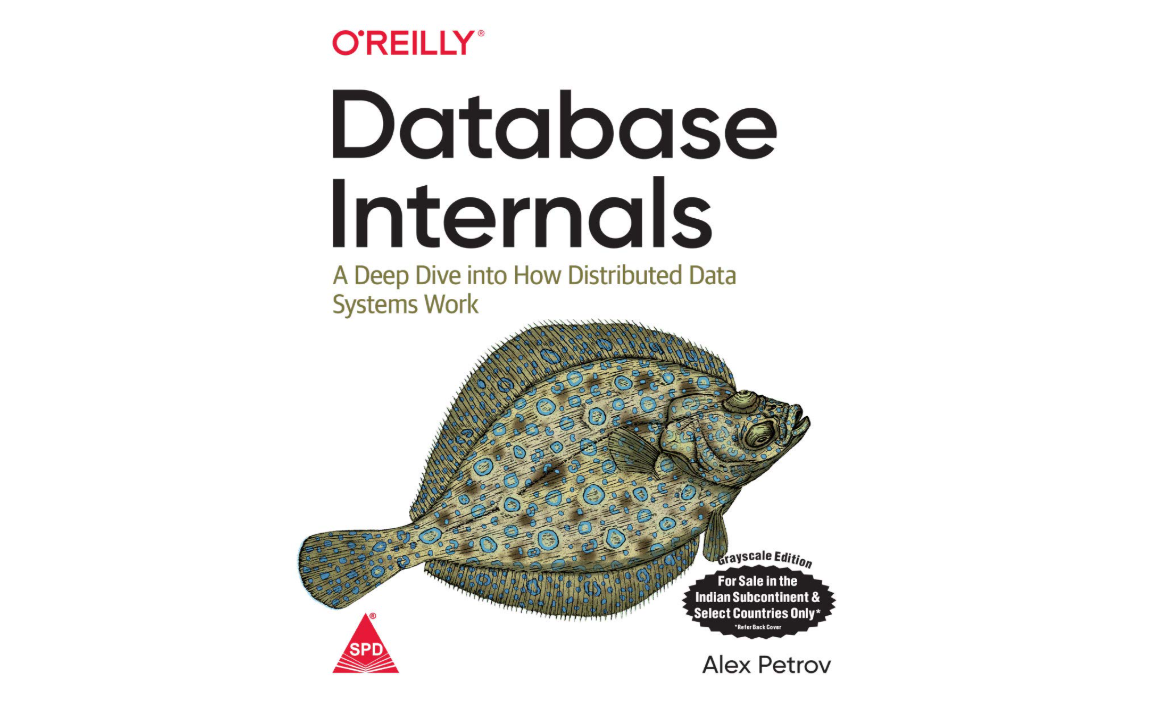 O'REILLY®
Database
Internals
A Deep Dive into How Distributed Data
Systems Work
Grayscale Edition
For Sale in the
Indian Subcontinent &
Select Countries Only*
*Refer Back Cover
®
SPD
Alex Petrov